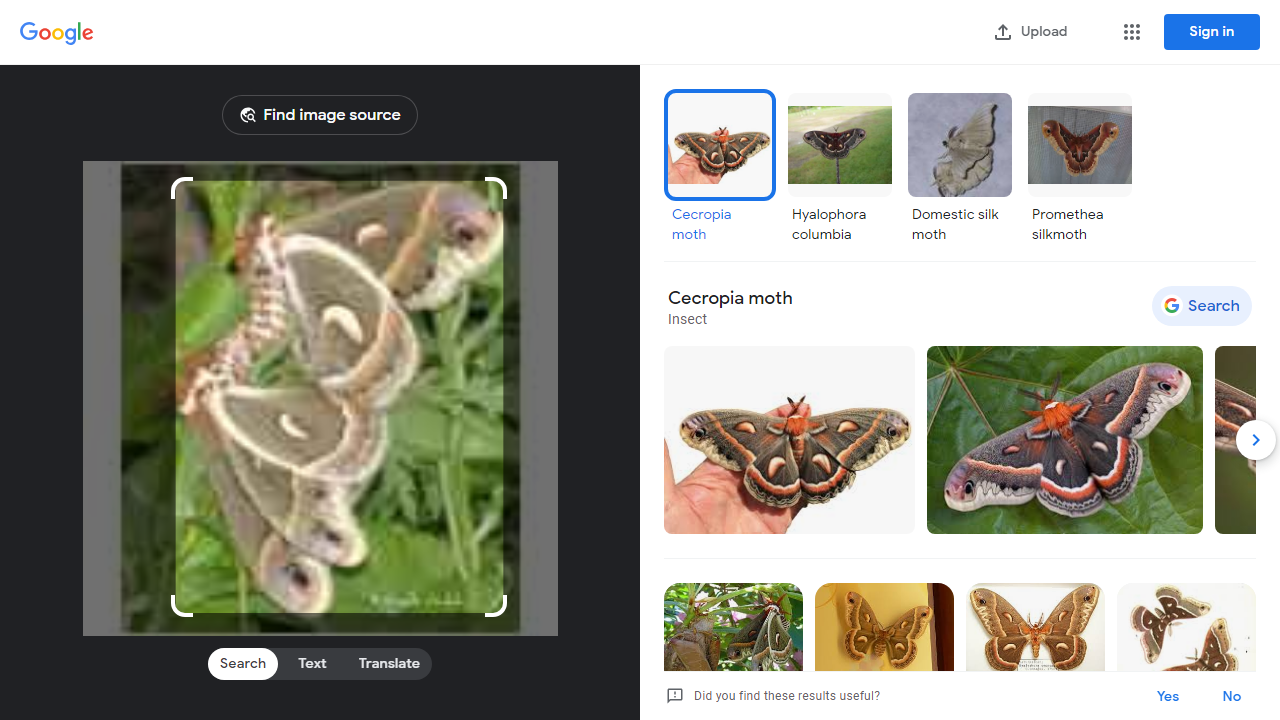 Google
Upload
Sign in
Find image source
Search
Text
Translate
Cecropia
moth
Hyalophora
columbia
Domestic silk
moth
Promethea
silkmoth
Cecropia moth
Insect
Search
Did you find these results useful?
Yes
No